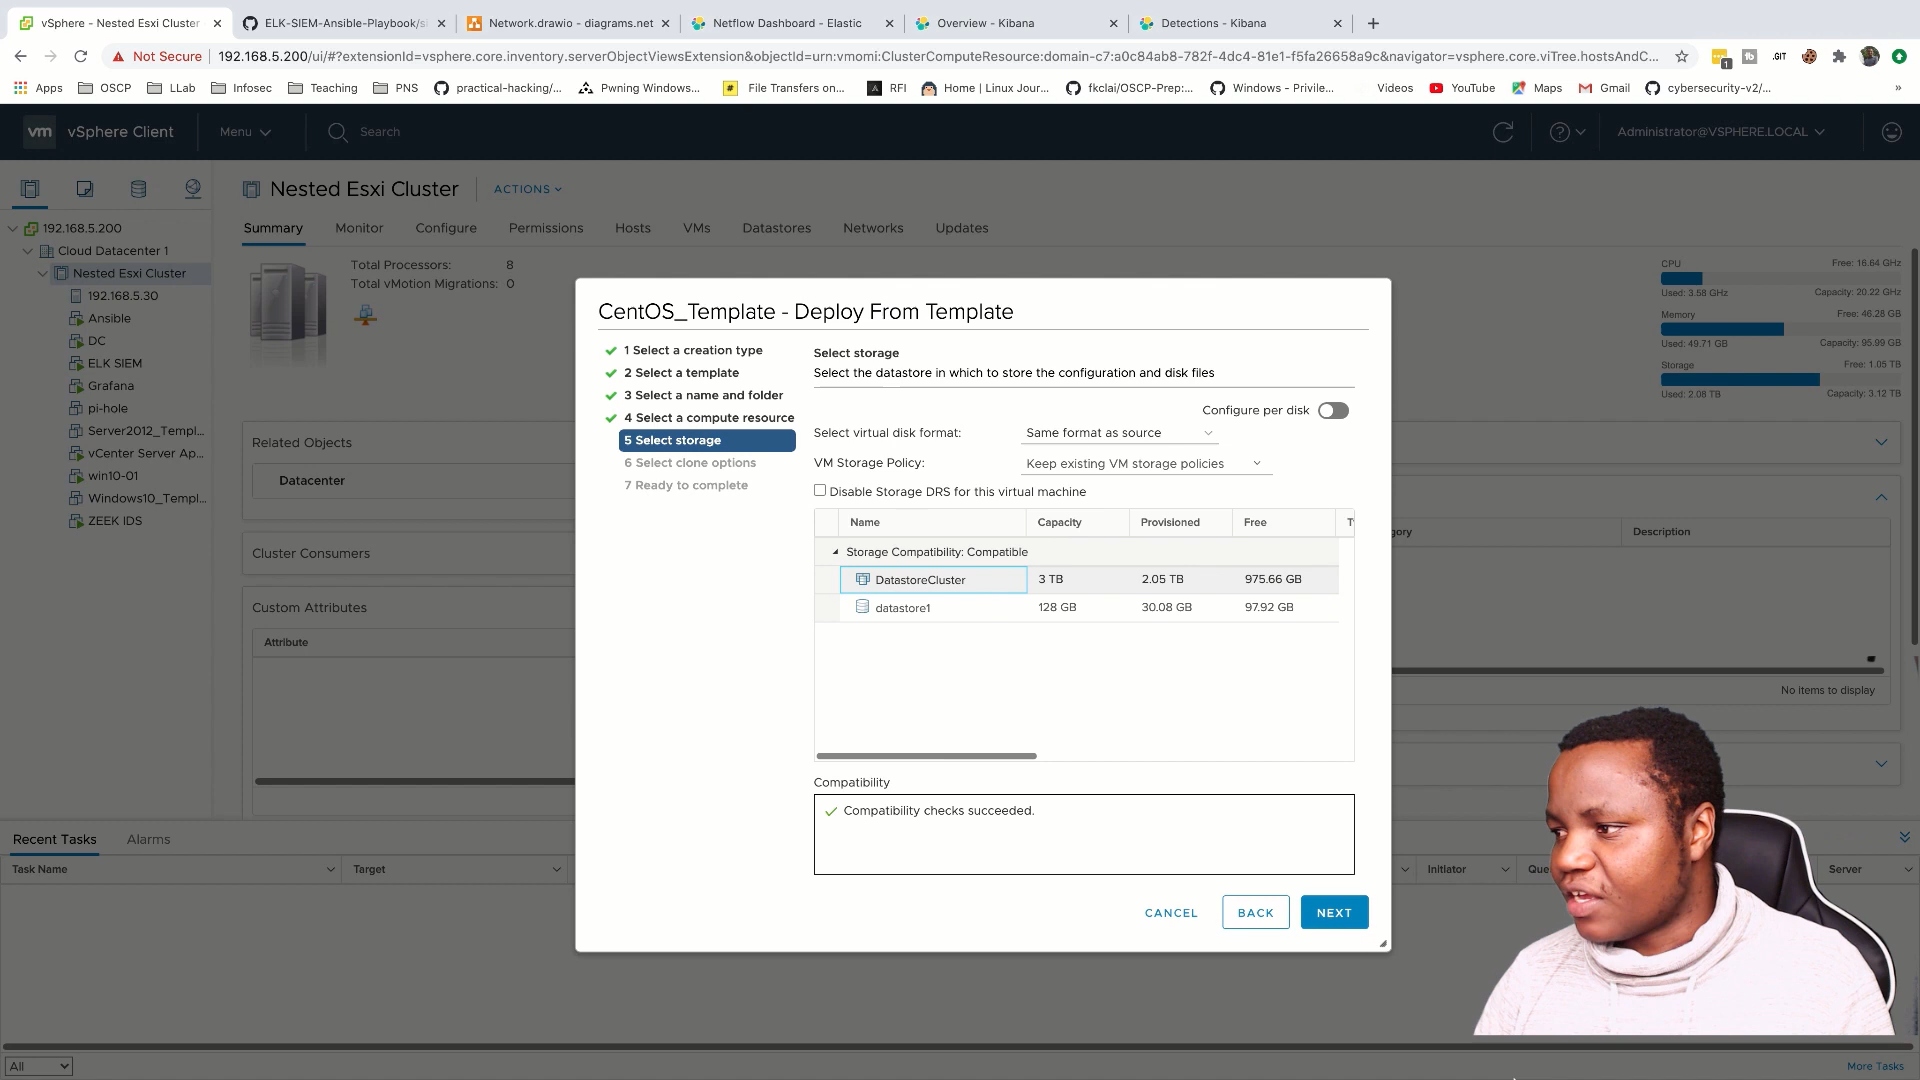 vSphere - Nested Esxi Cluster
ELK-SIEM-Ansible-Playbook/s
Network.drawio - diagrams.net
Netflow Dashboard - Elastic
Overview - Kibana
Detections - Kibana
Not Secure
192.168.5.200/ui/#?extensionId=vsphere.core.inventory.serverObjectViewsExtension&objectId=urn:vmomi:ClusterComputeResource:domain-c7:a0c84ab8-782f-4dc4-81e1-f5fa26658a9c&navigator=vsphere.core.viTree.hostsAndC...
1
.GIT
Apps
OSCP
LLab
Infosec
Teaching
PNS
practical-hacking/...
Pwning Windows...
File Transfers on...
RFI
Home | Linux Jour...
fkclai/OSCP-Prep:...
Windows - Privile...
Videos
YouTube
Maps
Gmail
cybersecurity-v2/...
»
vm
vSphere Client
Menu
Search
Administrator@VSPHERE.LOCAL
Nested Esxi Cluster
ACTIONS
Summary
Monitor
Configure
Permissions
Hosts
VMs
Datastores
Networks
Updates
192.168.5.200
Cloud Datacenter 1
Nested Esxi Cluster
192.168.5.30
Ansible
DC
ELK SIEM
Grafana
pi-hole
Server2012_Templ...
vCenter Server Ap...
win10-01
Windows10_Templ...
ZEEK IDS
Total Processors: 8
Total vMotion Migrations: 0
CPU
Free: 16.64 GHz
Used: 3.58 GHz
Capacity: 20.22 GHz
Memory
Free: 46.28 GB
Used: 49.71 GB
Capacity: 95.99 GB
Storage
Free: 1.05 TB
Used: 2.08 TB
Capacity: 3.12 TB
Related Objects
Datacenter
Cluster Consumers
Custom Attributes
Attribute
gory
Description
No items to display
CentOS_Template - Deploy From Template
1 Select a creation type
2 Select a template
3 Select a name and folder
4 Select a compute resource
5 Select storage
6 Select clone options
7 Ready to complete
Select storage
Select the datastore in which to store the configuration and disk files
Configure per disk
Select virtual disk format:
Same format as source
VM Storage Policy:
Keep existing VM storage policies
Disable Storage DRS for this virtual machine
Name
Capacity
Provisioned
Free
T
Storage Compatibility: Compatible
DatastoreCluster
3 TB
2.05 TB
975.66 GB
datastore1
128 GB
30.08 GB
97.92 GB
Compatibility
Compatibility checks succeeded.
CANCEL
BACK
NEXT
Recent Tasks
Alarms
Task Name
Target
Initiator
Que
Server
All
More Tasks